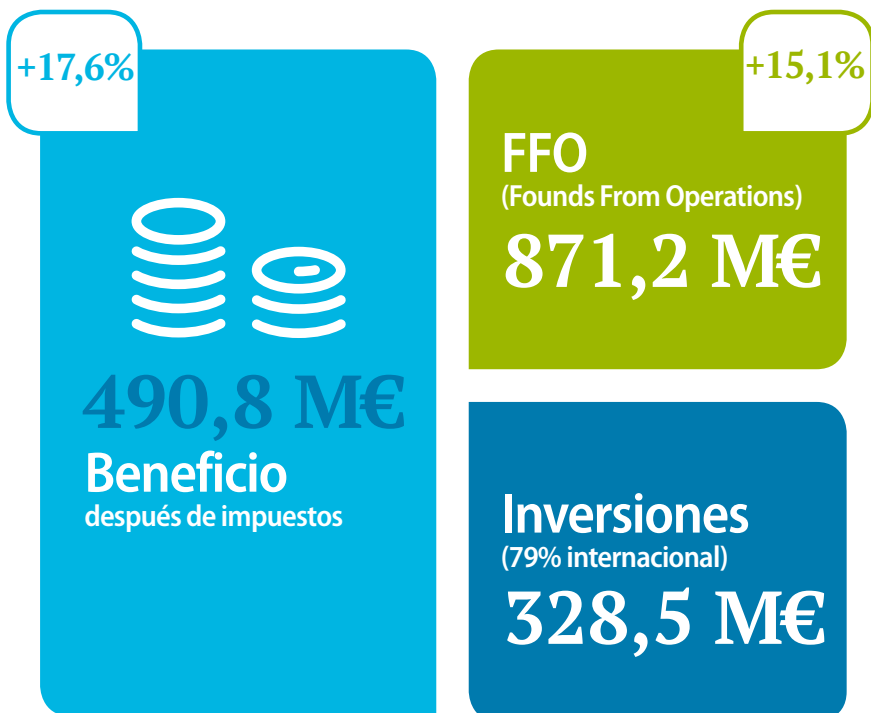 +17,6%
490,8 M€
Beneficio
después de impuestos
+15,1%
FFO
(Founds From Operations)
871,2 M€
Inversiones
(79% internacional)
328,5 M€